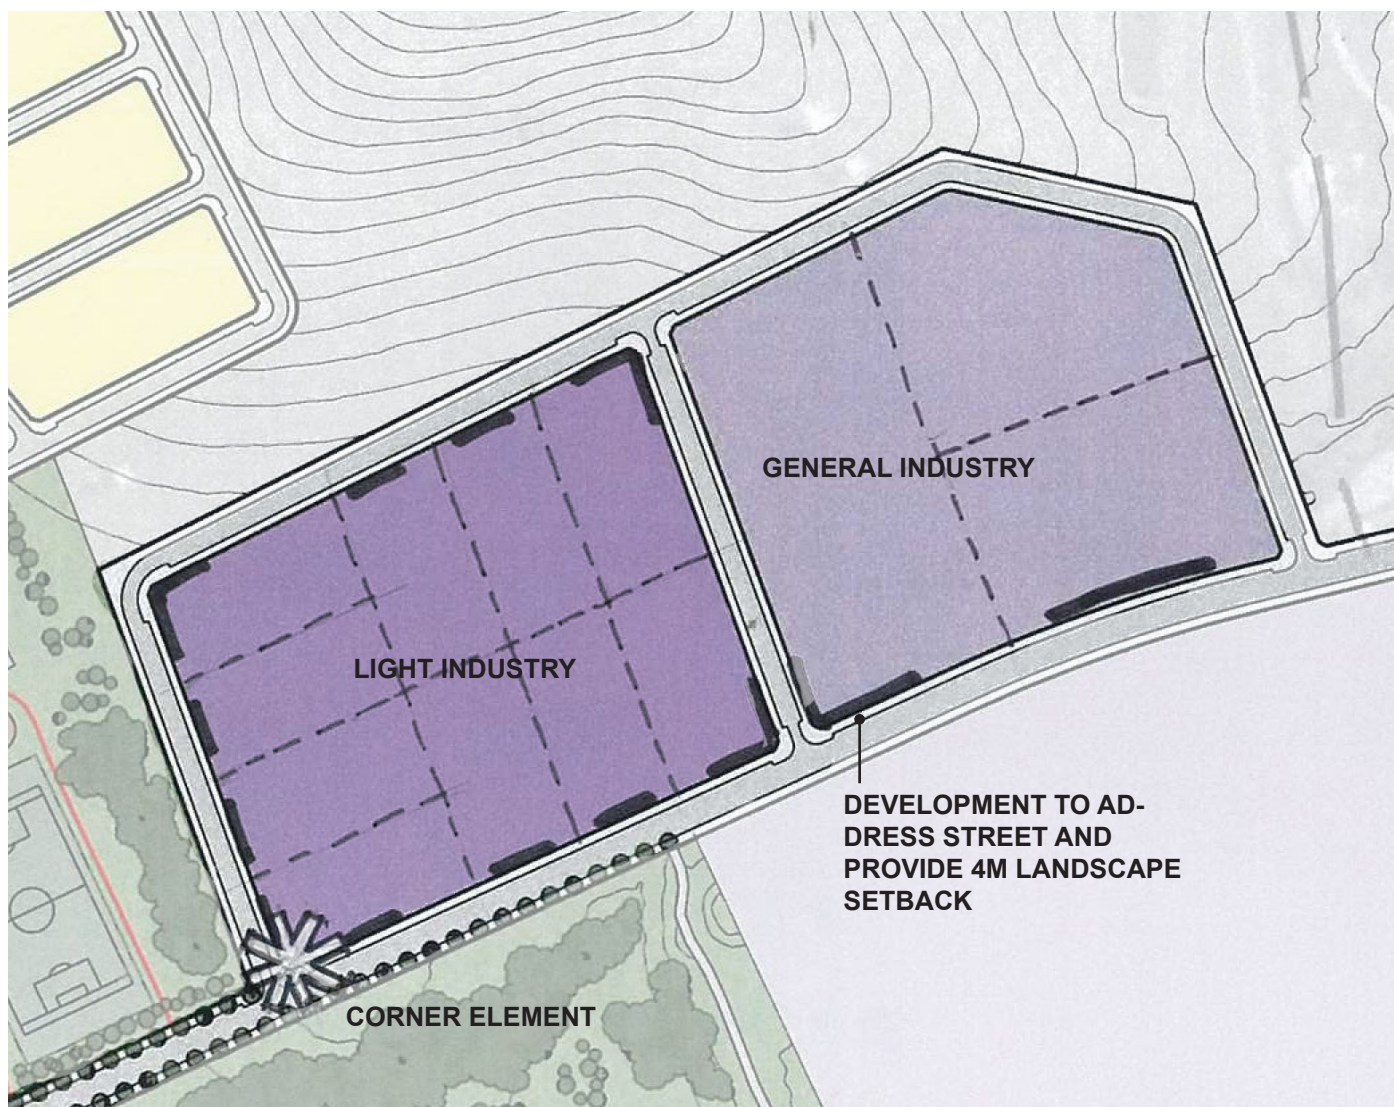 GENERAL INDUSTRY
LIGHT INDUSTRY
DEVELOPMENT TO AD-
DRESS STREET AND
PROVIDE 4M LANDSCAPE
SETBACK
CORNER ELEMENT